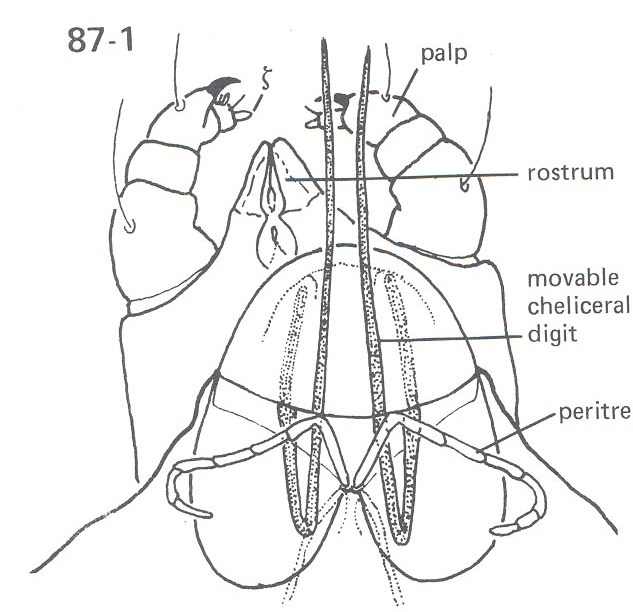 87-1
ζ
palp
rostrum
movable
cheliceral
digit
peritre